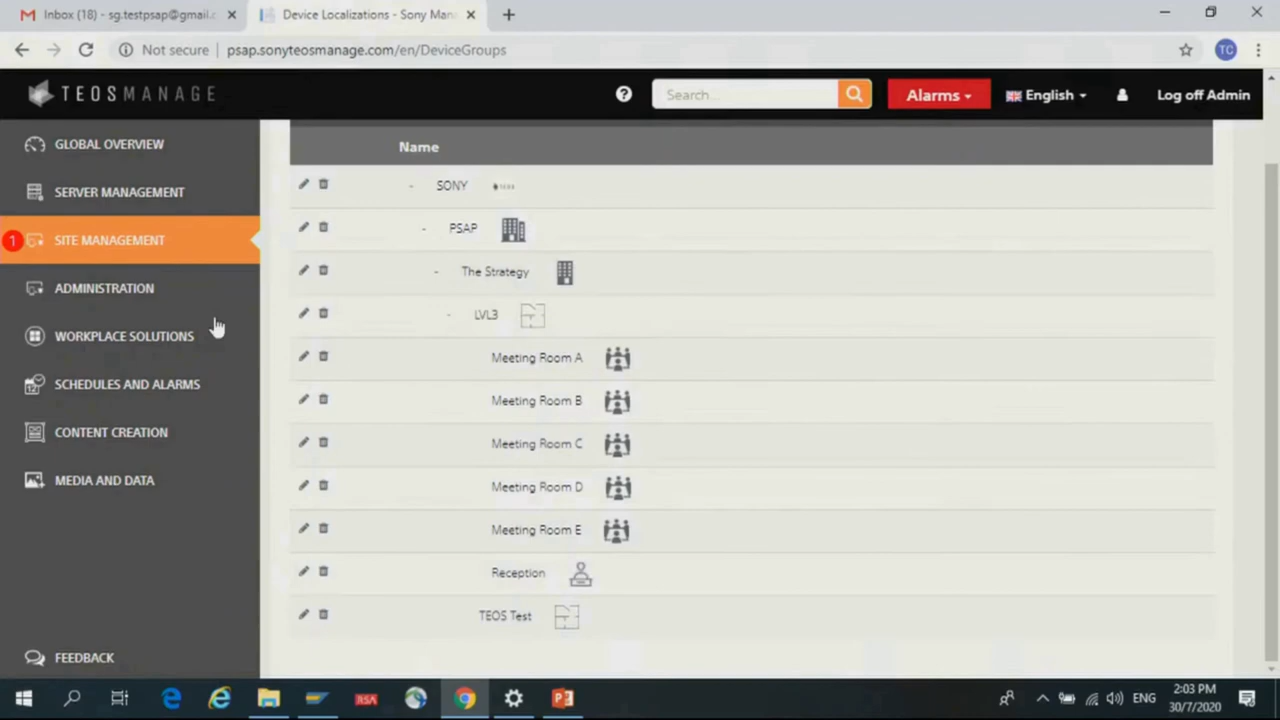 Inbox (18) - sg.testpsap@gmail.c
Device Localizations - Sony Man
Not secure | psap.sonyteosmanage.com/en/DeviceGroups
TC
TEOSMANAGE
Search...
Alarms
English
Log off Admin
GLOBAL OVERVIEW
SERVER MANAGEMENT
1 SITE MANAGEMENT
ADMINISTRATION
WORKPLACE SOLUTIONS
SCHEDULES AND ALARMS
CONTENT CREATION
MEDIA AND DATA
FEEDBACK
Name
- SONY
- PSAP
- The Strategy
- LVL3
Meeting Room A
Meeting Room B
Meeting Room C
Meeting Room D
Meeting Room E
Reception
TEOS Test
RSA
ENG
2:03 PM
30/7/2020